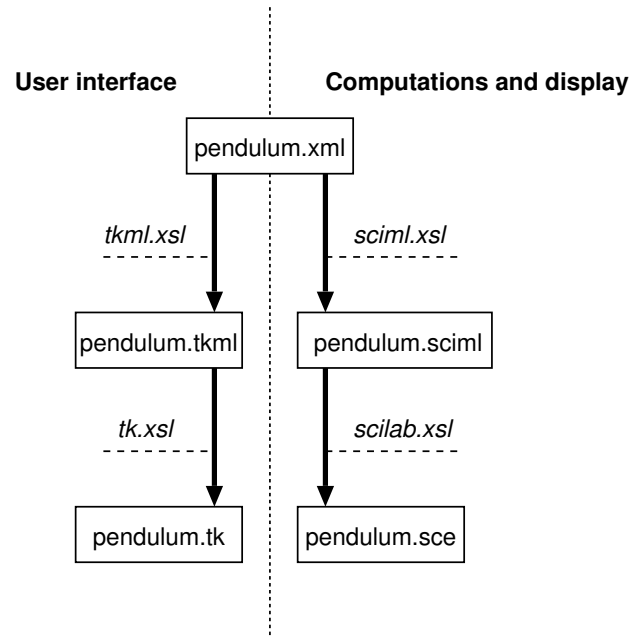 User interface
Computations and display
pendulum.xml
tkml.xsl
sciml.xsl
pendulum.tkml
pendulum.sciml
tk.xsl
scilab.xsl
pendulum.tk
pendulum.sce